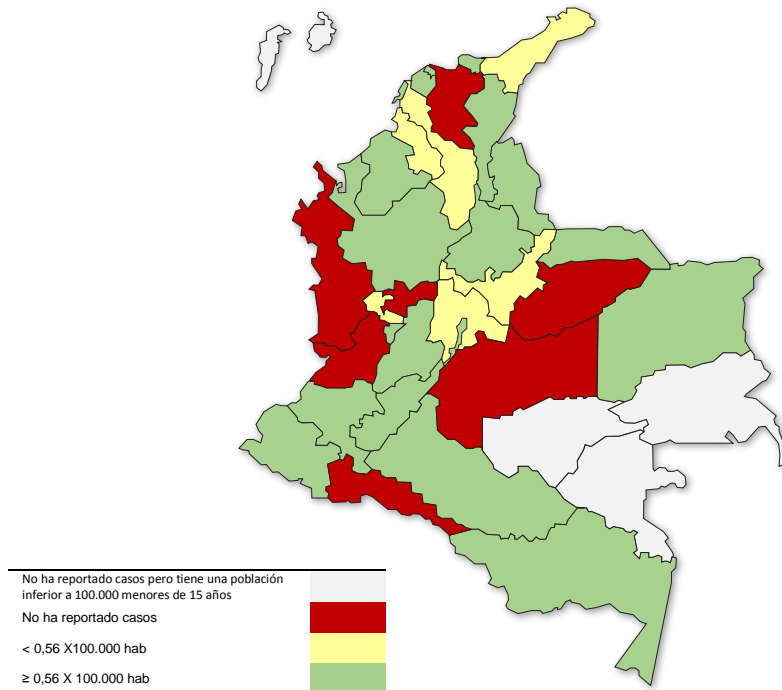 No ha reportado casos pero tiene una población
inferior a 100.000 menores de 15 años
No ha reportado casos
< 0,56 X100.000 hab
≥ 0,56 X 100.000 hab